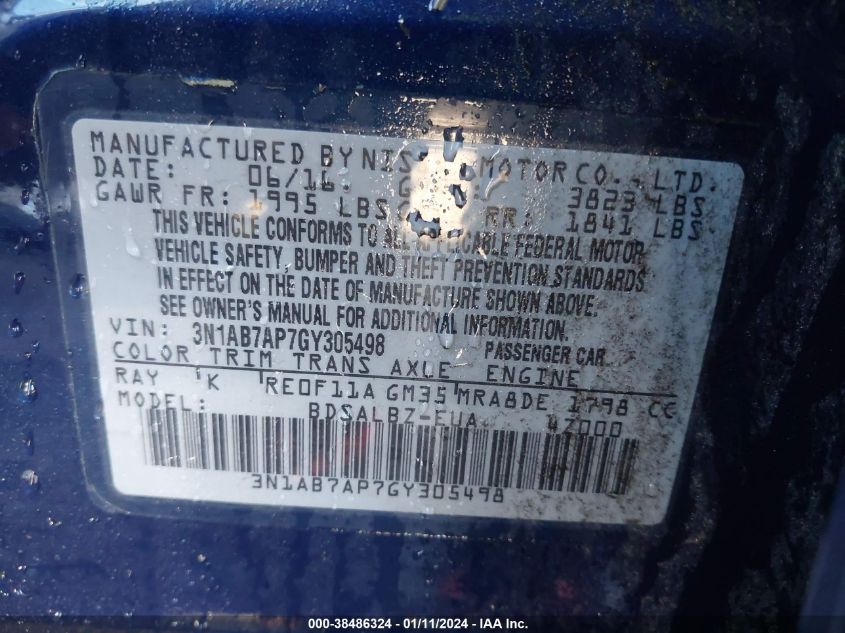 MANUFACTURED BY NIS MOTOR CO., LTD.
DATE: 06/16 G 3823 LBS
GAWR FR: 1995 LBS RR: 1841 LBS
THIS VEHICLE CONFORMS TO ALL APPLICABLE FEDERAL MOTOR
VEHICLE SAFETY, BUMPER AND THEFT PREVENTION STANDARDS
IN EFFECT ON THE DATE OF MANUFACTURE SHOWN ABOVE.
SEE OWNER'S MANUAL FOR ADDITIONAL INFORMATION.
VIN: 3N1AB7AP7GY305498 PASSENGER CAR
COLOR TRIM TRANS AXLE ENGINE
RAY K RE0F11A GM35 MRA8DE 1798 CC
MODEL: BDSALBZ-EUA 4Z000
3N1AB7AP7GY305498
000-38486324 - 01/11/2024 - IAA Inc.